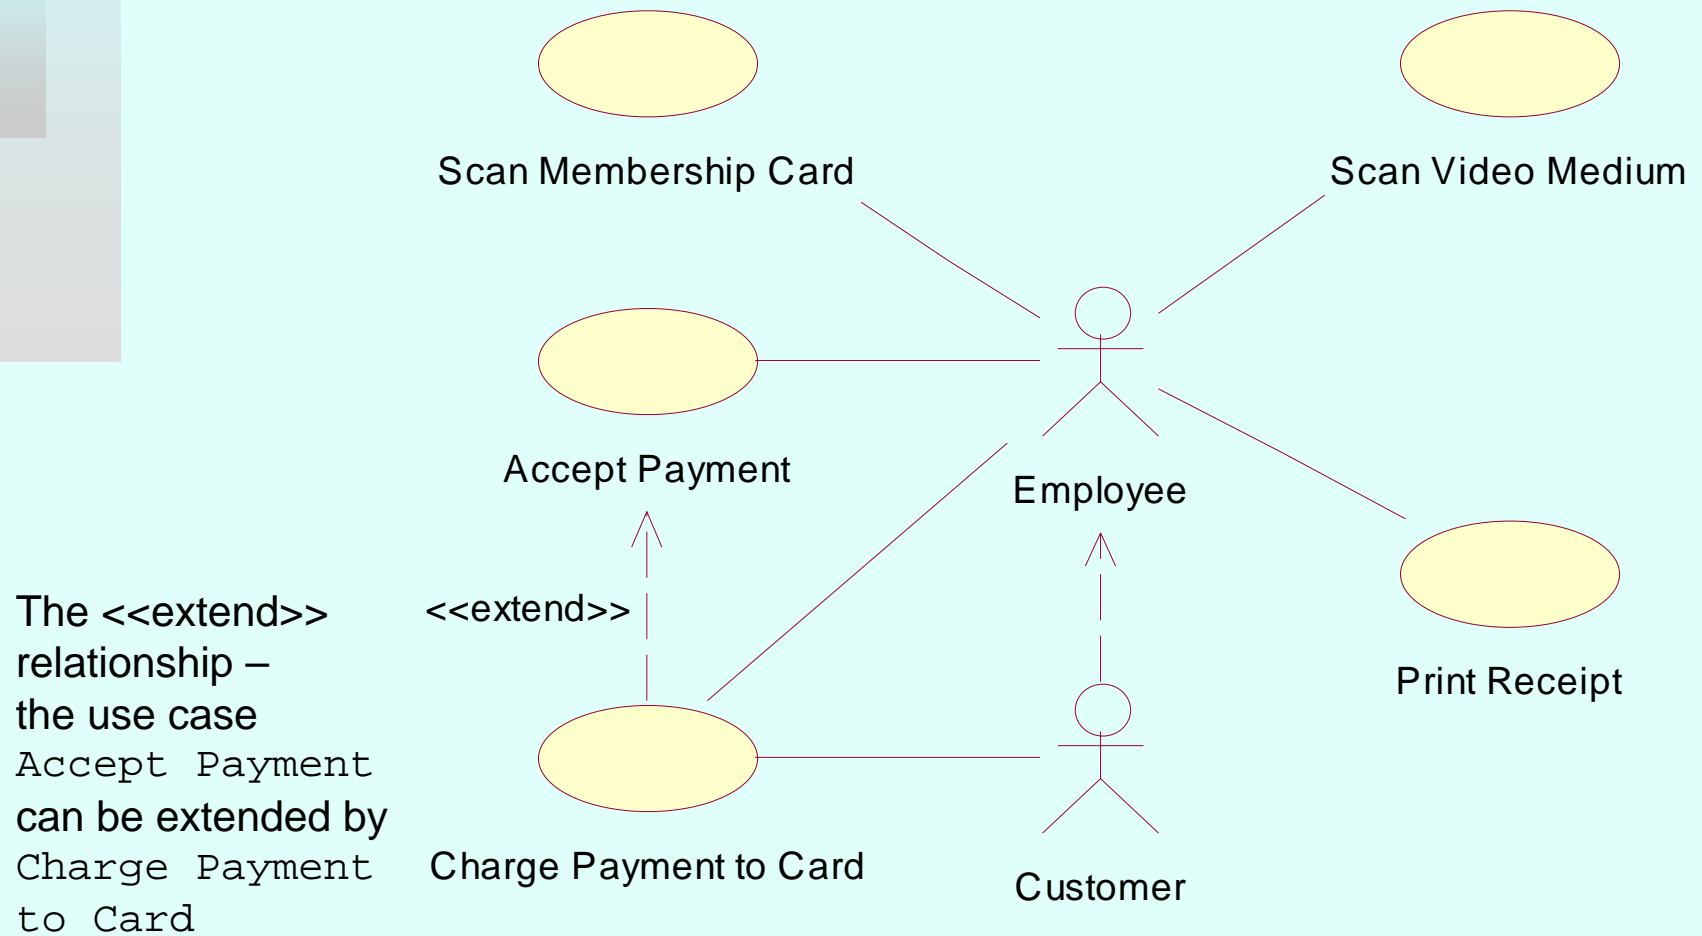 Scan Membership Card
Scan Video Medium
Accept Payment
Employee
<<extend>>
Print Receipt
Charge Payment to Card
Customer
The <<extend>>
relationship –
the use case
Accept Payment
can be extended by
Charge Payment
to Card